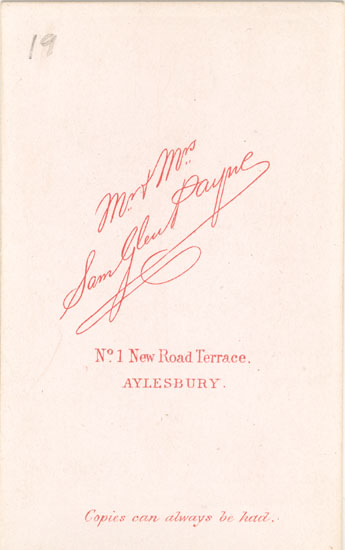 19
Mr & Mrs
Sam Glen Payne
No. 1 New Road Terrace.
AYLESBURY.
Copies can always be had.